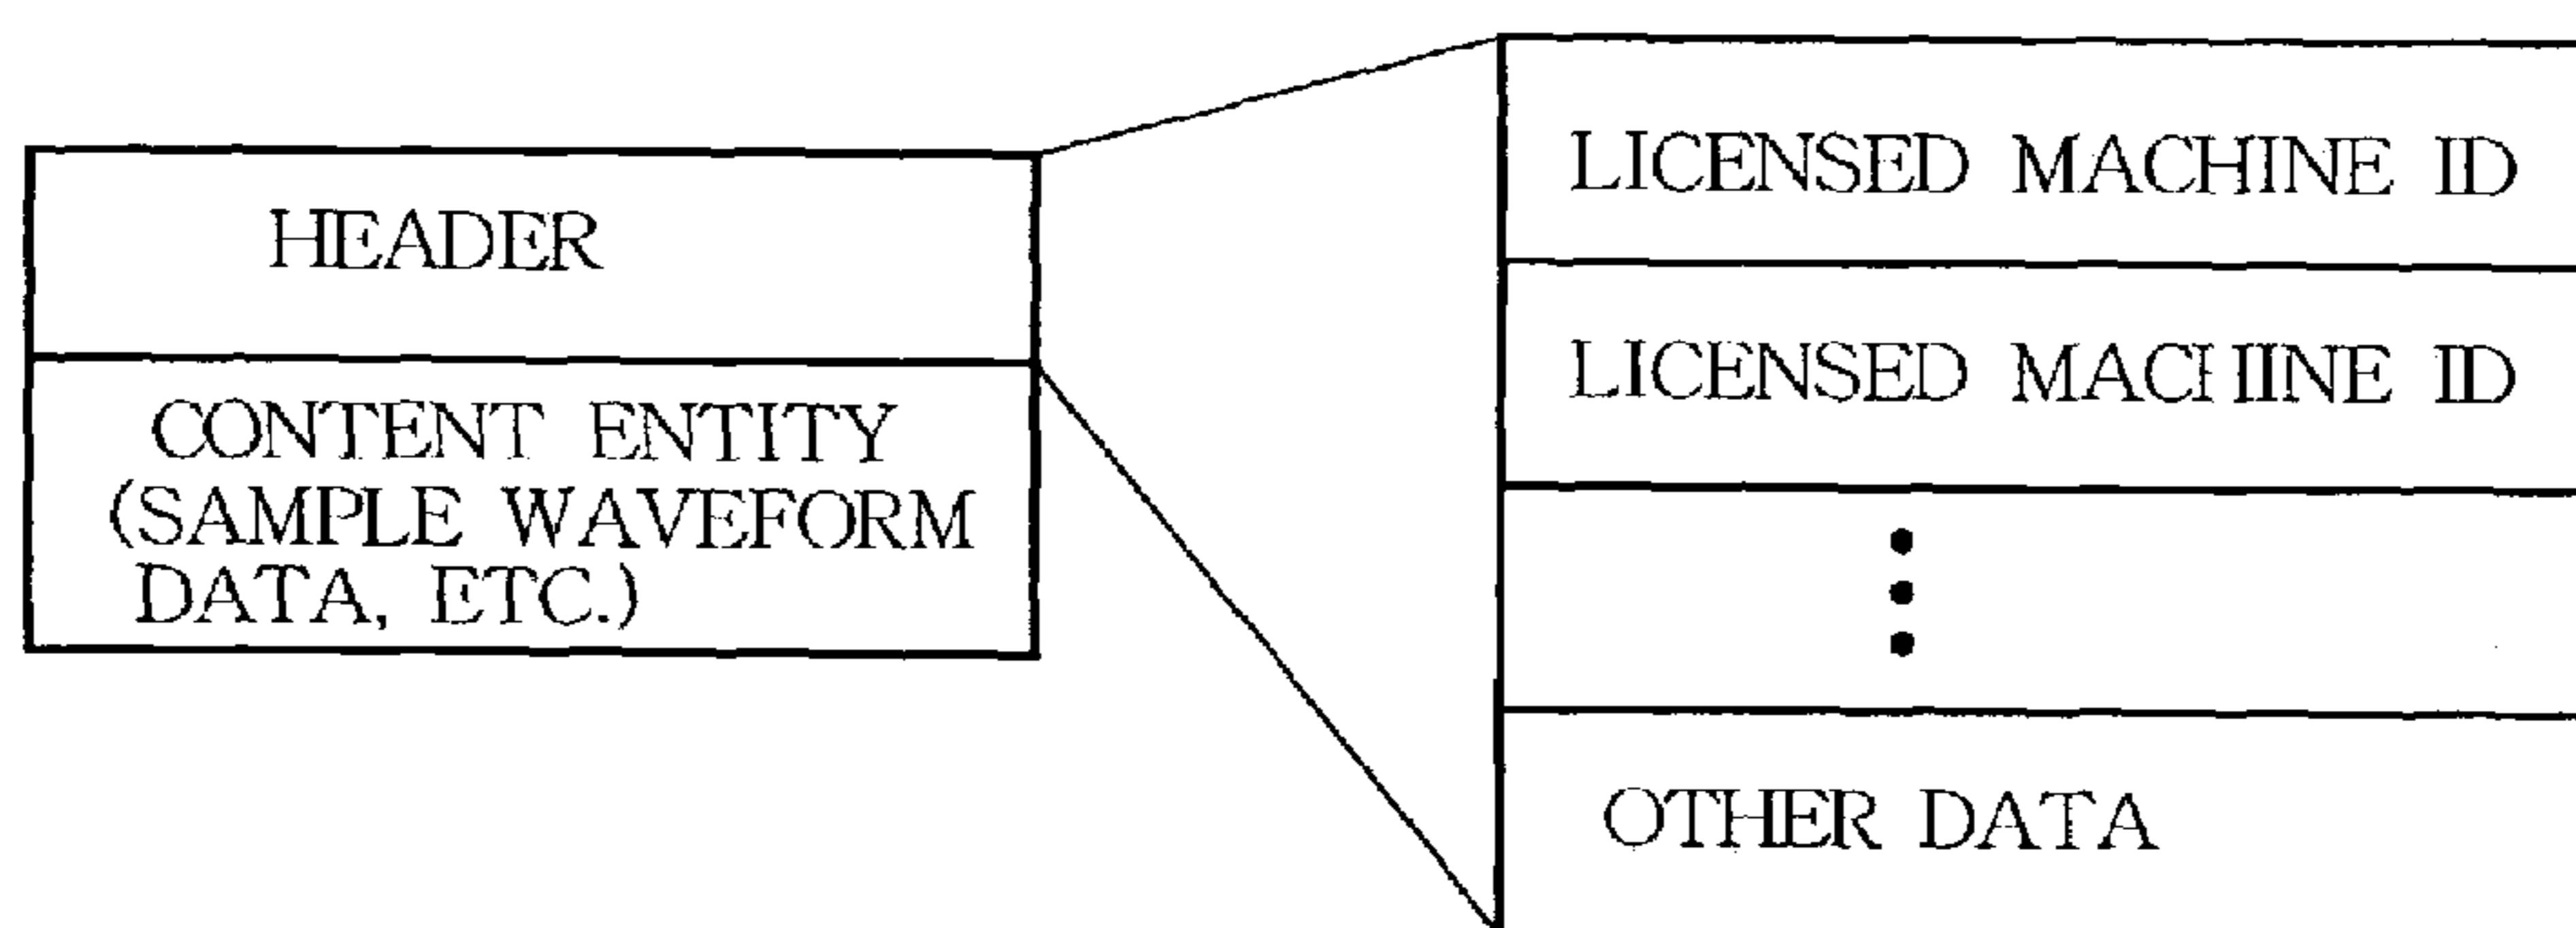 HEADER
CONTENT ENTITY
(SAMPLE WAVEFORM
DATA, ETC.)
LICENSED MACHINE ID
LICENSED MACHINE ID
OTHER DATA